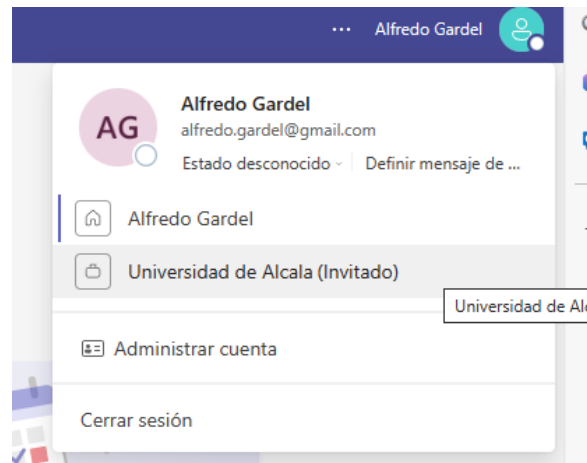 ··· Alfredo Gardel
AG
Alfredo Gardel
alfredo.gardel@gmail.com
Estado desconocido
Definir mensaje de ...
Alfredo Gardel
Universidad de Alcala (Invitado)
Universidad de Alc
Administrar cuenta
Cerrar sesión